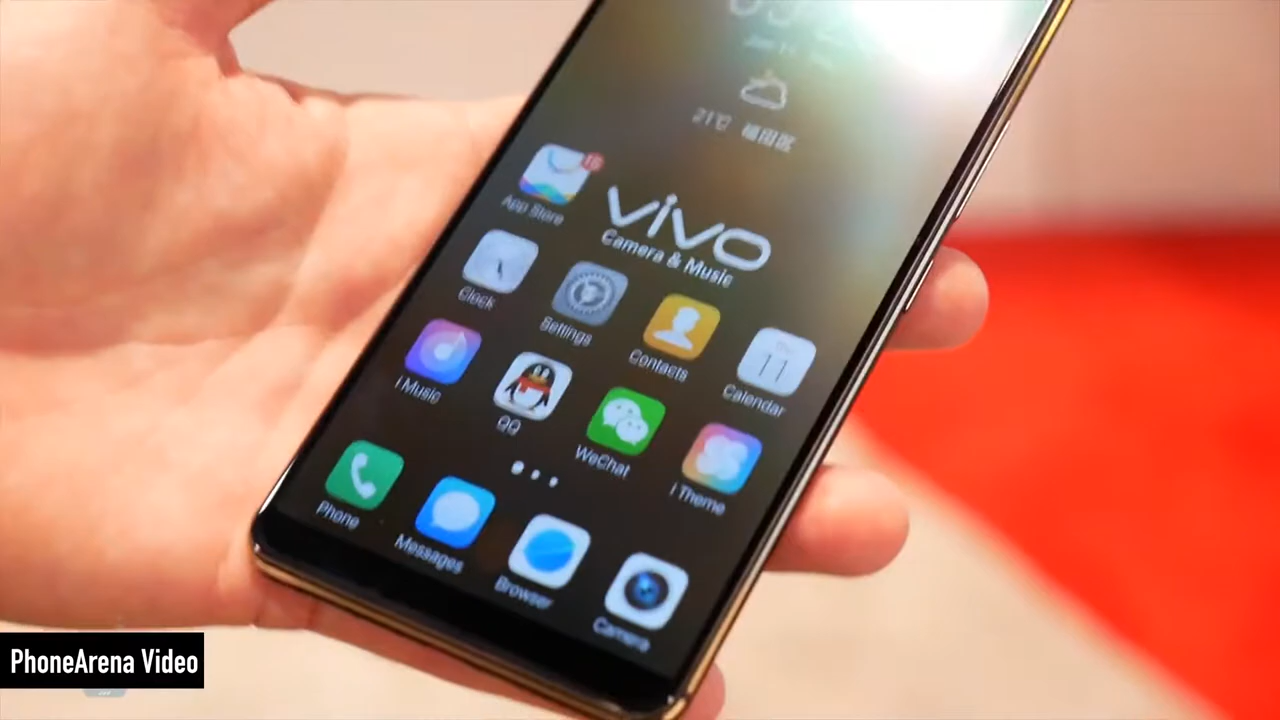 21℃ 福田区
App Store
vivo
Camera & Music
Clock
Settings
Contacts
Calendar
11
i Music
QQ
WeChat
i Theme
Phone
Messages
Browser
Camera
PhoneArena Video